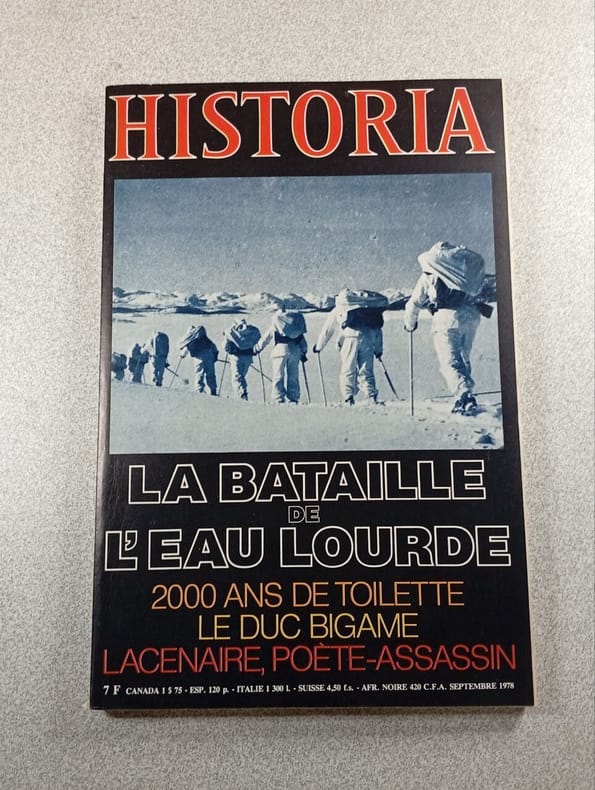 HISTORIA
LA BATAILLE
DE
L'EAU LOURDE
2000 ANS DE TOILETTE
LE DUC BIGAME
LACENAIRE, POÈTE-ASSASSIN
7 F CANADA 1 $ 75 - ESP. 120 p. - ITALIE 1 300 l. - SUISSE 4,50 f.s. - AFR. NOIRE 420 C.F.A. SEPTEMBRE 1978